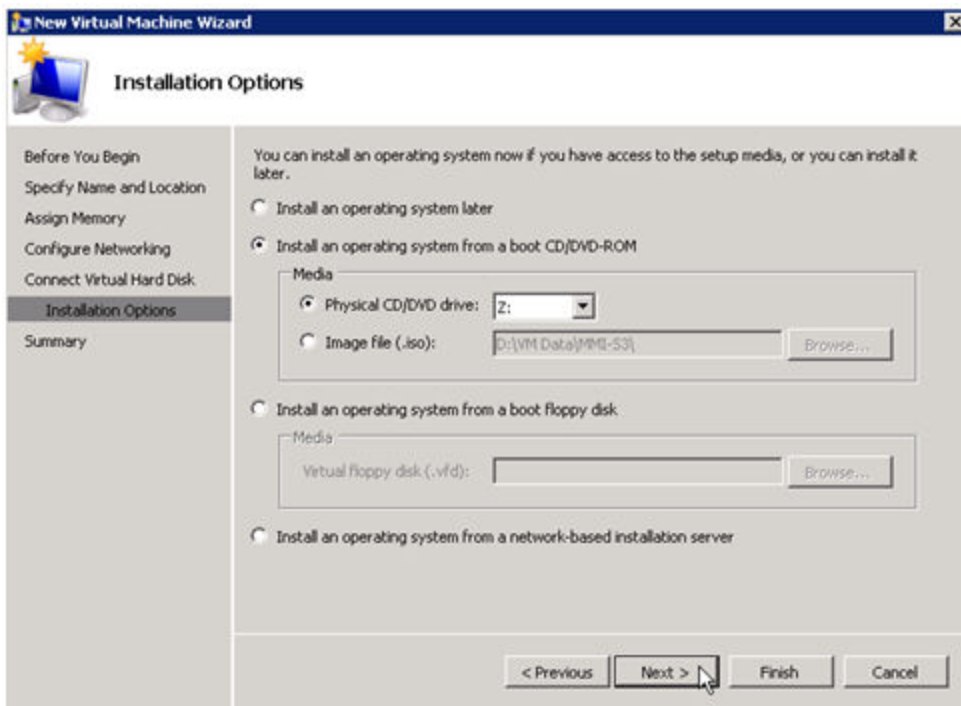 New Virtual Machine Wizard
Installation Options
Before You Begin
Specify Name and Location
Assign Memory
Configure Networking
Connect Virtual Hard Disk
Installation Options
Summary
You can install an operating system now if you have access to the setup media, or you can install it
later.
Install an operating system later
Install an operating system from a boot CD/DVD-ROM
Media
Physical CD/DVD drive: Z:
Image file (.iso): D:\VM Data\MMI-S3\ Browse...
Install an operating system from a boot floppy disk
Media
Virtual floppy disk (.vfd): Browse...
Install an operating system from a network-based installation server
< Previous Next > Finish Cancel